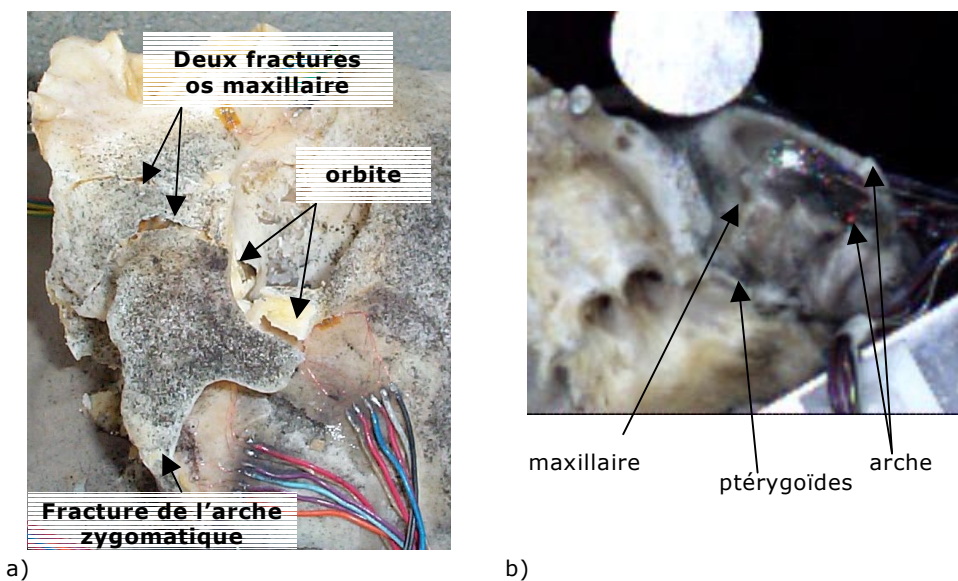 Deux fractures
os maxillaire
orbite
Fracture de l'arche
zygomatique
a)
maxillaire
ptérygoïdes
arche
b)